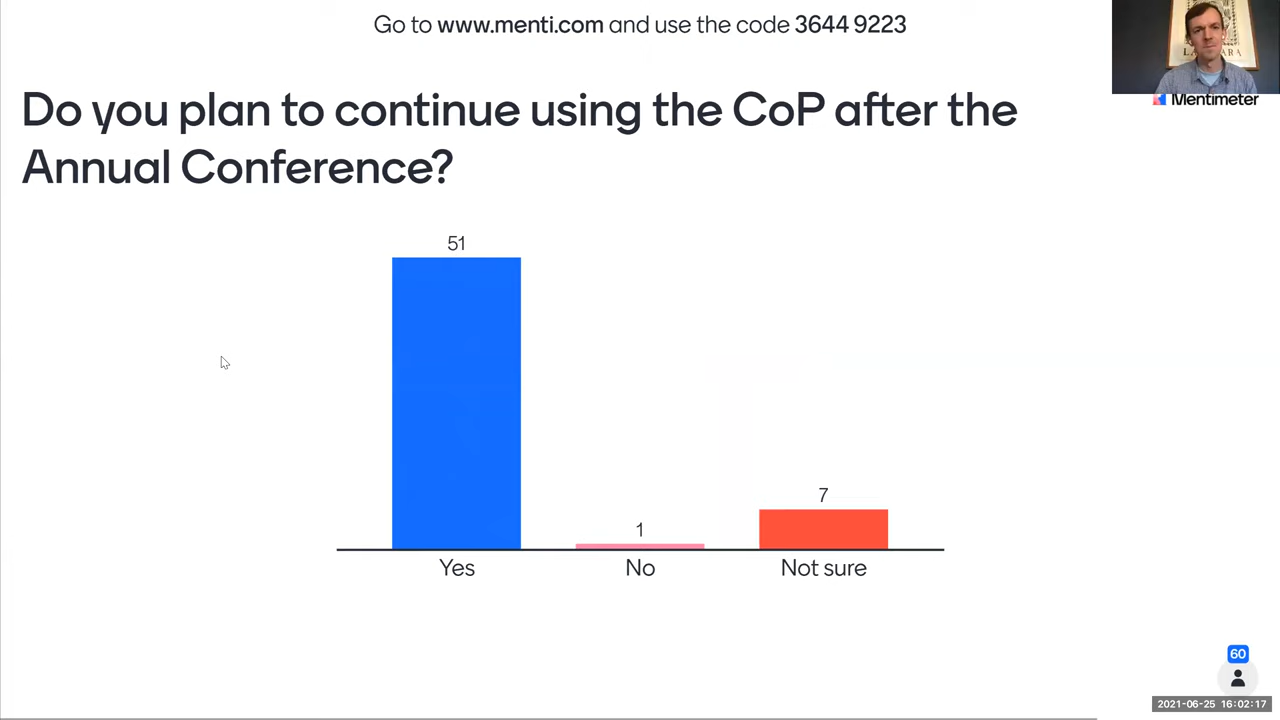 Go to www.menti.com and use the code 3644 9223
Mentimeter
Do you plan to continue using the CoP after the
Annual Conference?
51
1
7
Yes
No
Not sure
60
2021-06-25 16:02:17